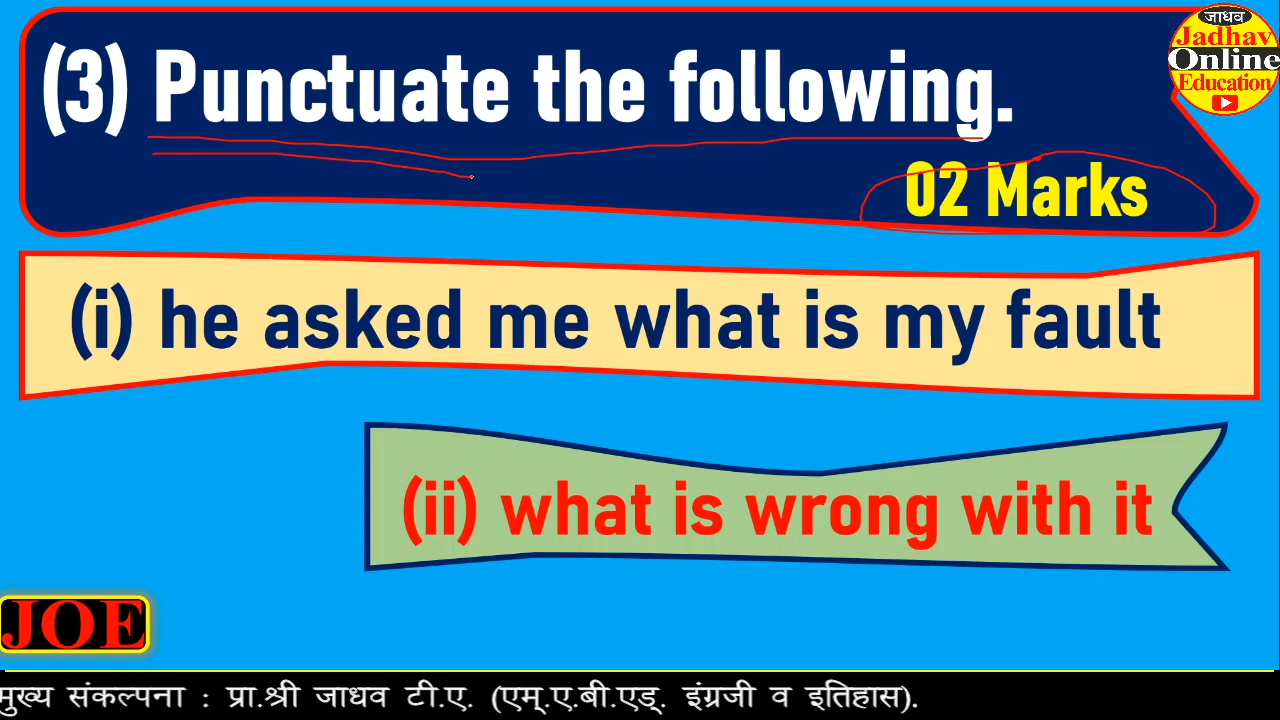 जाधव
Jadhav
Online
Education
(3) Punctuate the following.
02 Marks
(i) he asked me what is my fault
(ii) what is wrong with it
JOE
मुख्य संकल्पना : प्रा.श्री जाधव टी.ए. (एम्.ए.बी.एड्. इंग्रजी व इतिहास).